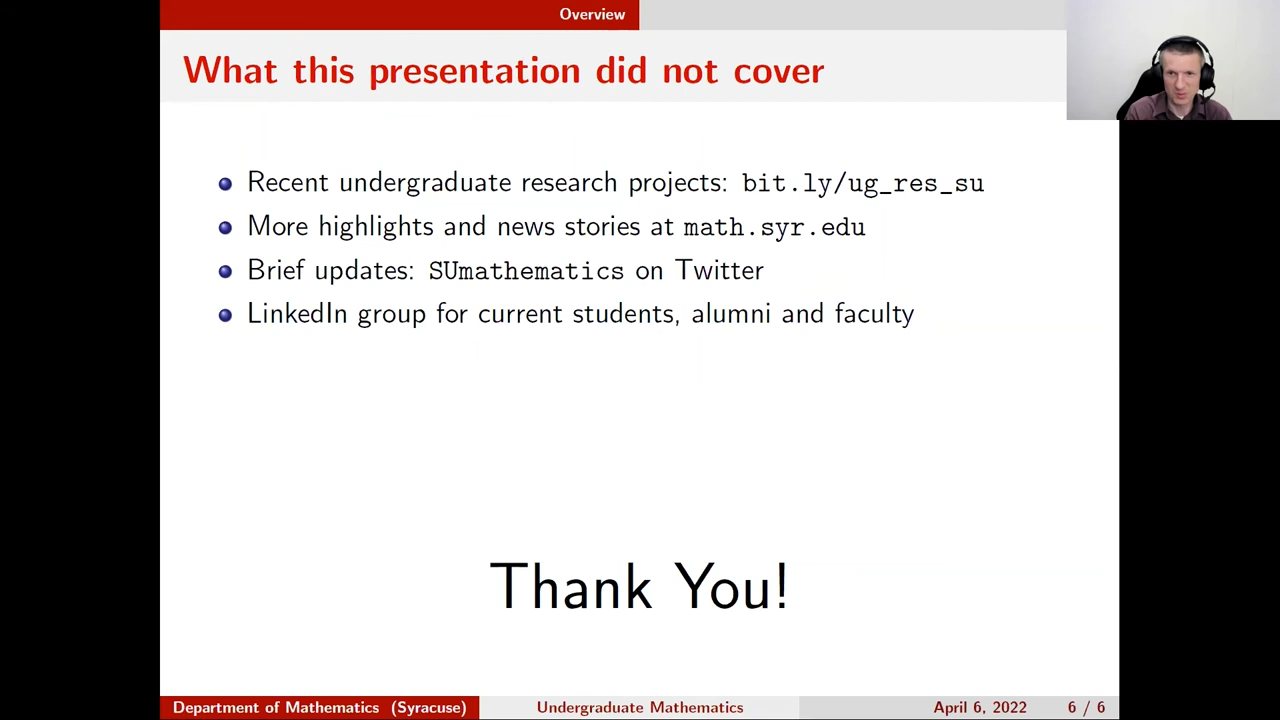 Overview
What this presentation did not cover
Recent undergraduate research projects: bit.ly/ug_res_su
More highlights and news stories at math.syr.edu
Brief updates: SUmathematics on Twitter
LinkedIn group for current students, alumni and faculty
Thank You!
Department of Mathematics (Syracuse) Undergraduate Mathematics April 6, 2022 6 / 6